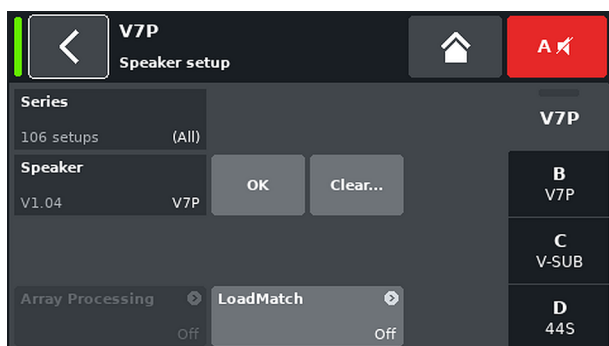 V7P
Speaker setup
A
Series
106 setups (All)
V7P
Speaker
V1.04 V7P
OK
Clear...
B
V7P
C
V-SUB
Array Processing
Off
LoadMatch
Off
D
44S